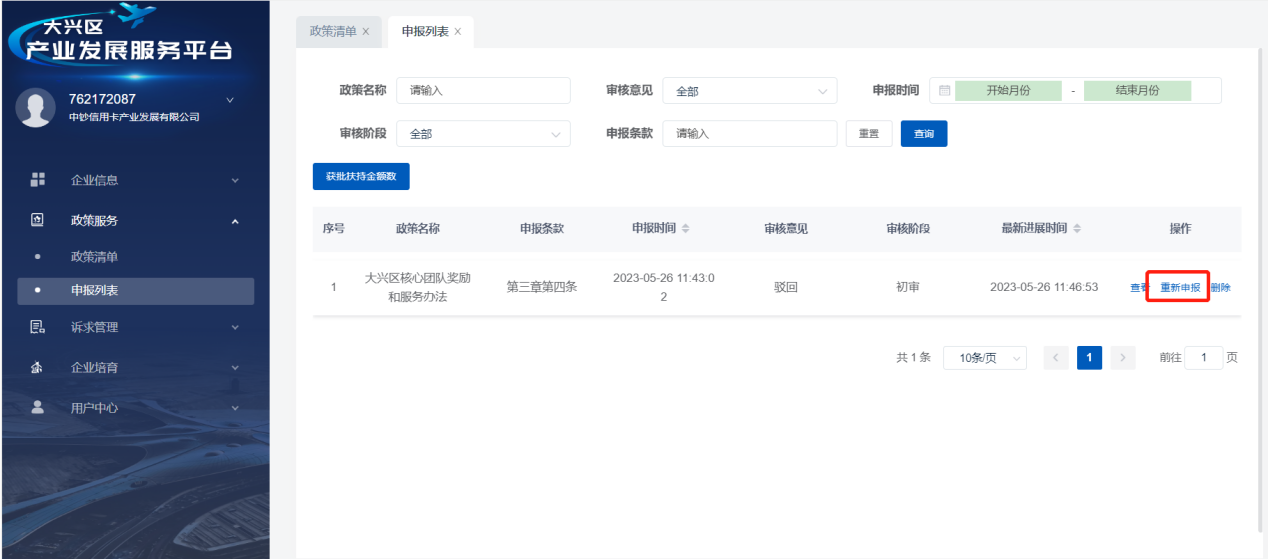 大兴区
产业发展服务平台
762172087
中钞信用卡产业发展有限公司
企业信息
政策服务
政策清单
申报列表
诉求管理
企业培育
用户中心
政策清单 ×
申报列表 ×
政策名称 请输入 审核意见 全部 申报时间 开始月份 - 结束月份
审核阶段 全部 申报条款 请输入 重置 查询
获批扶持金额数
序号 政策名称 申报条款 申报时间 审核意见 审核阶段 最新进展时间 操作
1 大兴区核心团队奖励 第三章第四条 2023-05-26 11:43:0 驳回 初审 2023-05-26 11:46:53 查看 重新申报 删除
和服务办法 2
共 1 条 10条/页 < 1 > 前往 1 页